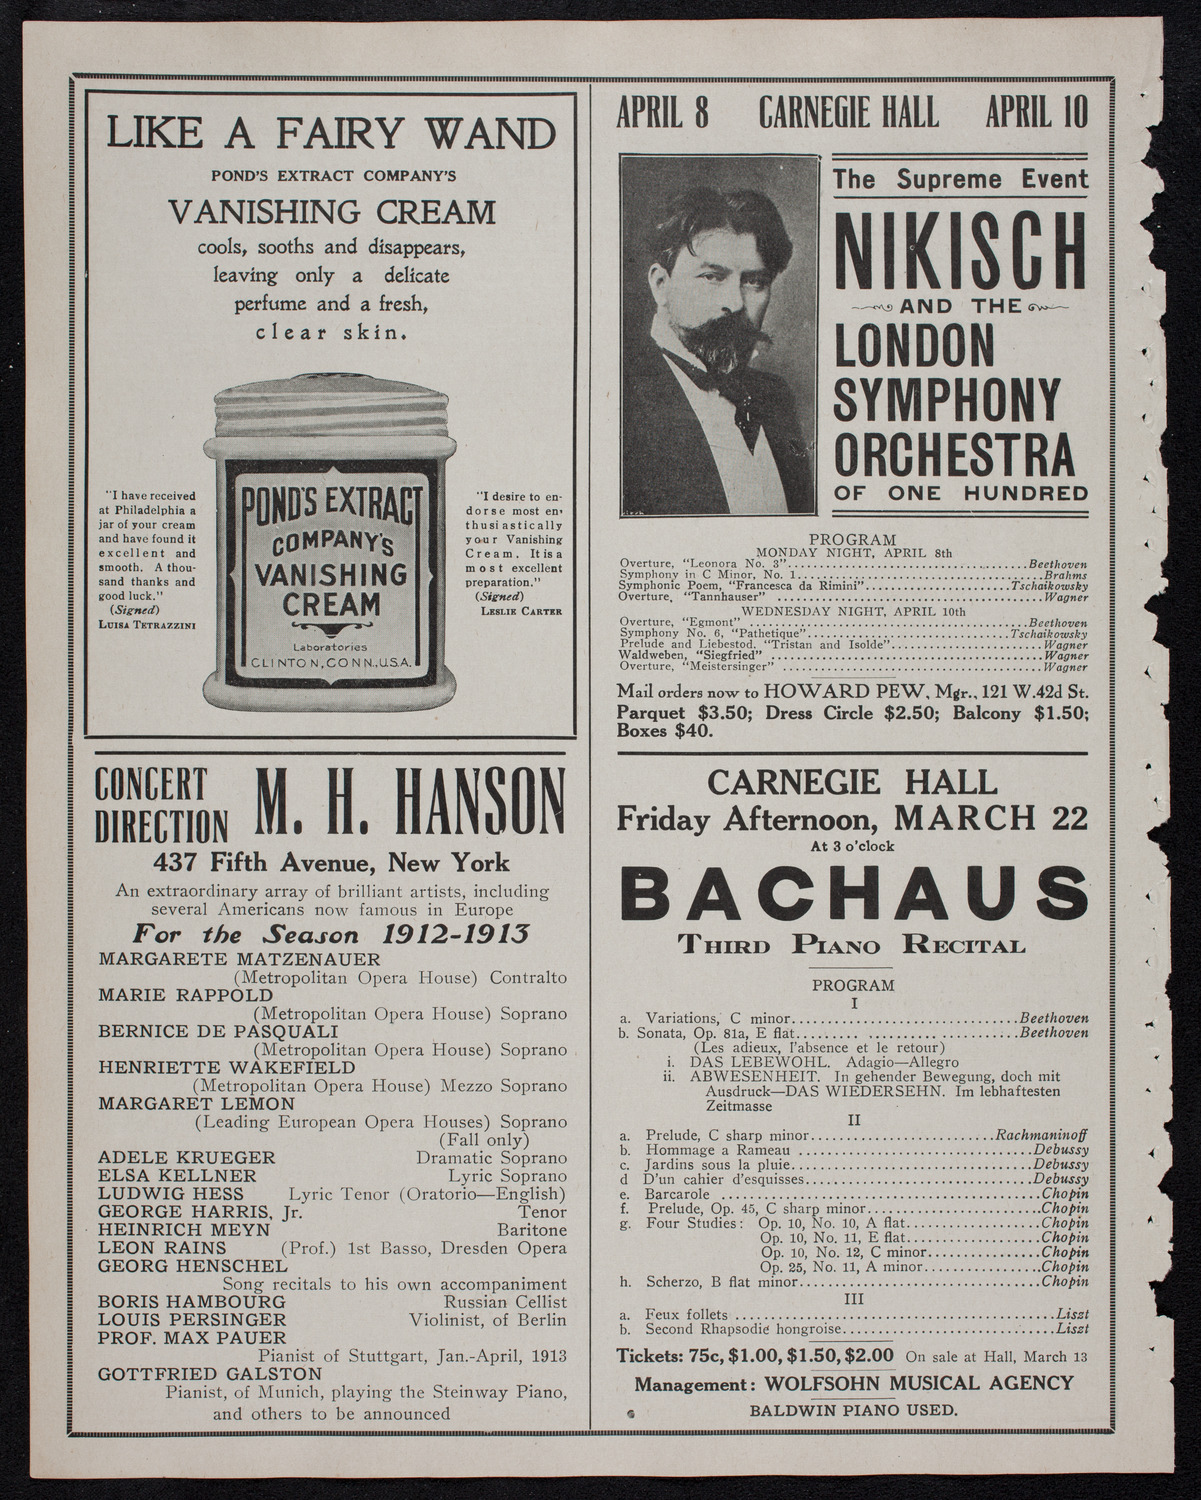 LIKE A FAIRY WAND
POND'S EXTRACT COMPANY'S
VANISHING CREAM
cools, sooths and disappears,
leaving only a delicate
perfume and a fresh,
clear skin.
"I have received
at Philadelphia a
jar of your cream
and have found it
excellent and
smooth. A thou-
sand thanks and
good luck."
(Signed)
LUISA TETRAZZINI
POND'S EXTRACT
COMPANY'S
VANISHING
CREAM
Laboratories
CLINTON, CONN., U.S.A.
"I desire to en-
dorse most en-
thusiastically
your Vanishing
Cream. It is a
most excellent
preparation."
(Signed)
LESLIE CARTER
CONCERT
DIRECTION M. H. HANSON
437 Fifth Avenue, New York
An extraordinary array of brilliant artists, including
several Americans now famous in Europe
For the Season 1912-1913
MARGARETE MATZENAUER
(Metropolitan Opera House) Contralto
MARIE RAPPOLD
(Metropolitan Opera House) Soprano
BERNICE DE PASQUALI
(Metropolitan Opera House) Soprano
HENRIETTE WAKEFIELD
(Metropolitan Opera House) Mezzo Soprano
MARGARET LEMON
(Leading European Opera Houses) Soprano
(Fall only)
ADELE KRUEGER Dramatic Soprano
ELSA KELLNER Lyric Soprano
LUDWIG HESS Lyric Tenor (Oratorio—English)
GEORGE HARRIS, Jr. Tenor
HEINRICH MEYN Baritone
LEON RAINS (Prof.) 1st Basso, Dresden Opera
GEORG HENSCHEL
Song recitals to his own accompaniment
BORIS HAMBOURG Russian Cellist
LOUIS PERSINGER Violinist, of Berlin
PROF. MAX PAUER
Pianist of Stuttgart, Jan.-April, 1913
GOTTFRIED GALSTON
Pianist, of Munich, playing the Steinway Piano,
and others to be announced
APRIL 8 CARNEGIE HALL APRIL 10
The Supreme Event
NIKISCH
AND THE
LONDON
SYMPHONY
ORCHESTRA
OF ONE HUNDRED
PROGRAM
MONDAY NIGHT, APRIL 8th
Overture, "Leonora No. 3"..............................Beethoven
Symphony in C Minor, No. 1..............................Brahms
Symphonic Poem, "Francesca da Rimini"....................Tschaikowsky
Overture, "Tannhauser" ..............................Wagner
WEDNESDAY NIGHT, APRIL 10th
Overture, "Egmont" ..............................Beethoven
Symphony No. 6, "Pathetique"....................Tschaikowsky
Prelude and Liebestod, "Tristan and Isolde"....................Wagner
Waldweben, "Siegfried" ..............................Wagner
Overture, "Meistersinger" ..............................Wagner
Mail orders now to HOWARD PEW, Mgr., 121 W. 42d St.
Parquet $3.50; Dress Circle $2.50; Balcony $1.50;
Boxes $40.
CARNEGIE HALL
Friday Afternoon, MARCH 22
At 3 o'clock
BACHAUS
THIRD PIANO RECITAL
PROGRAM
I
a. Variations, C minor..............................Beethoven
b. Sonata, Op. 81a, E flat......... ....................Beethoven
(Les adieux, l'absence et le retour)
i. DAS LEBEWOHL. Adagio—Allegro
ii. ABWESENHEIT. In gehender Bewegung, doch mit
Ausdruck—DAS WIEDERSEHN. Im lebhaftesten
Zeitmasse
II
a. Prelude, C sharp minor.........................Rachmaninoff
b. Hommage a Rameau ..............................Debussy
c. Jardins sous la pluie..............................Debussy
d D'un cahier d'esquisses..............................Debussy
e. Barcarole ..............................Chopin
f. Prelude, Op. 45, C sharp minor....................Chopin
g. Four Studies: Op. 10, No. 10, A flat....................Chopin
Op. 10, No. 11, E flat....................Chopin
Op. 10, No. 12, C minor...............Chopin
Op. 25, No. 11, A minor...............Chopin
h. Scherzo, B flat minor..............................Chopin
III
a. Feux follets ..............................Liszt
b. Second Rhapsodie hongroise..............................Liszt
Tickets: 75c, $1.00, $1.50, $2.00 On sale at Hall, March 13
Management: WOLFSOHN MUSICAL AGENCY
BALDWIN PIANO USED.